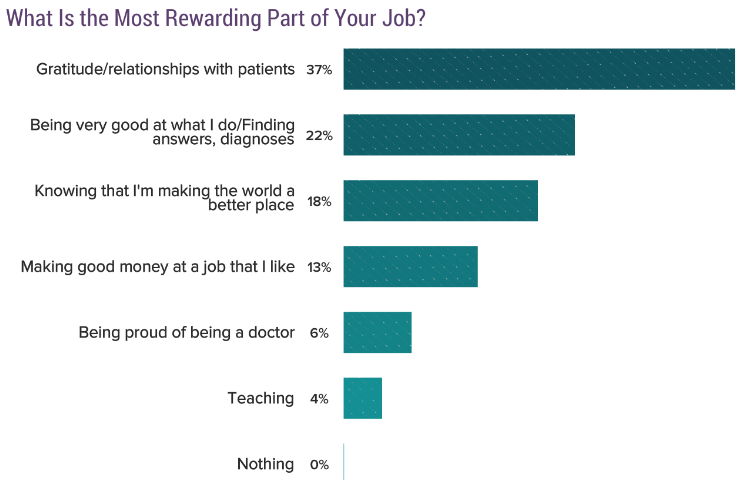 What Is the Most Rewarding Part of Your Job?
Gratitude/relationships with patients 37%
Being very good at what I do/Finding
answers, diagnoses 22%
Knowing that I'm making the world a
better place 18%
Making good money at a job that I like 13%
Being proud of being a doctor 6%
Teaching 4%
Nothing 0%